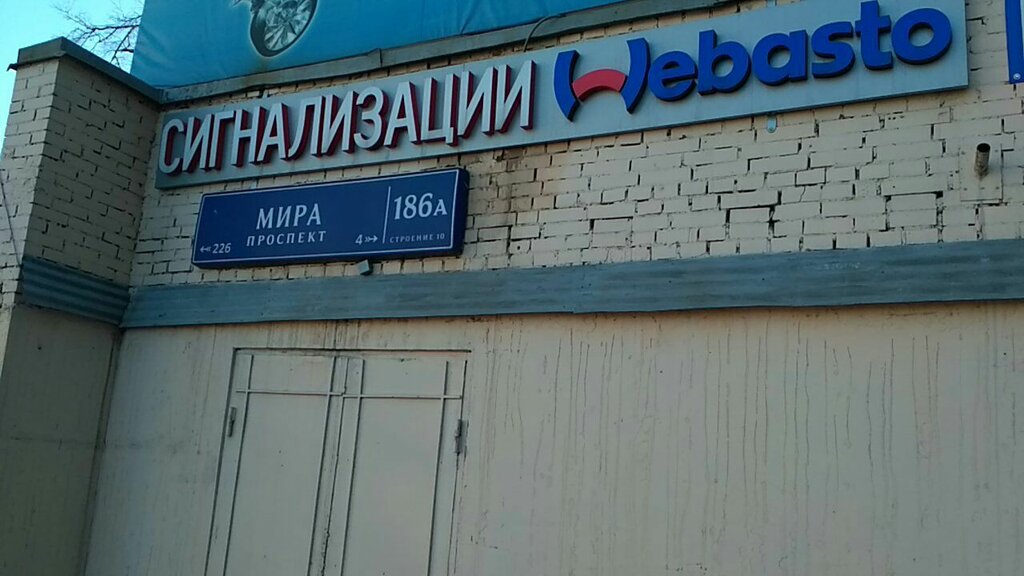 СИГНАЛИЗАЦИИ Webasto
МИРА 186А
ПРОСПЕКТ
226 4 СТРОЕНИЕ 10